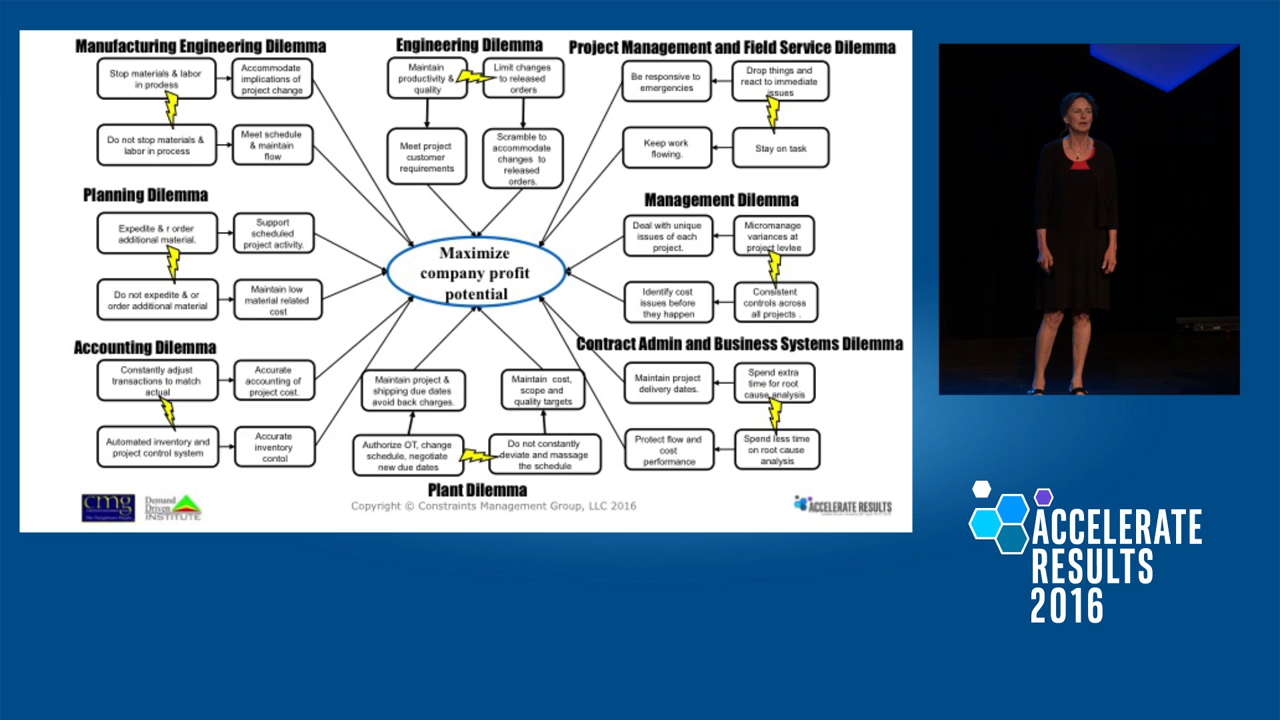 Manufacturing Engineering Dilemma
Stop materials & labor
in prodess
Accommodate
implications of
project change
Do not stop materials &
labor in process
Meet schedule
& maintain
flow
Engineering Dilemma
Maintain
productivity &
quality
Limit changes
to released
orders
Meet project
customer
requirements
Scramble to
accommodate
changes to
released
orders.
Project Management and Field Service Dilemma
Be responsive to
emergencies
Drop things and
react to immediate
issues
Keep work
flowing.
Stay on task
Planning Dilemma
Expedite & r order
additional material.
Support
scheduled
project activity.
Do not expedite & or
order additional material
Maintain low
material related
cost
Maximize
company profit
potential
Management Dilemma
Deal with unique
issues of each
project.
Micromanage
variances at
project levlee
Identify cost
issues before
they happen
Consistent
controls across
all projects .
Accounting Dilemma
Constantly adjust
transactions to match
actual
Accurate
accounting of
project cost.
Automated inventory and
project control system
Accurate
inventory
contol
Maintain project &
shipping due dates
avoid back charges.
Maintain cost,
scope and
quality targets
Authorize OT, change
schedule, negotiate
new due dates
Do not constantly
deviate and massage
the schedule
Plant Dilemma
Contract Admin and Business Systems Dilemma
Maintain project
delivery dates.
Spend extra
time for root
cause analysis
Protect flow and
cost
performance
Spend less time
on root cause
analysis
cmg
Demand
Driven
INSTITUTE
Copyright © Constraints Management Group, LLC 2016
ACCELERATE RESULTS
ACCELERATE
RESULTS
2016